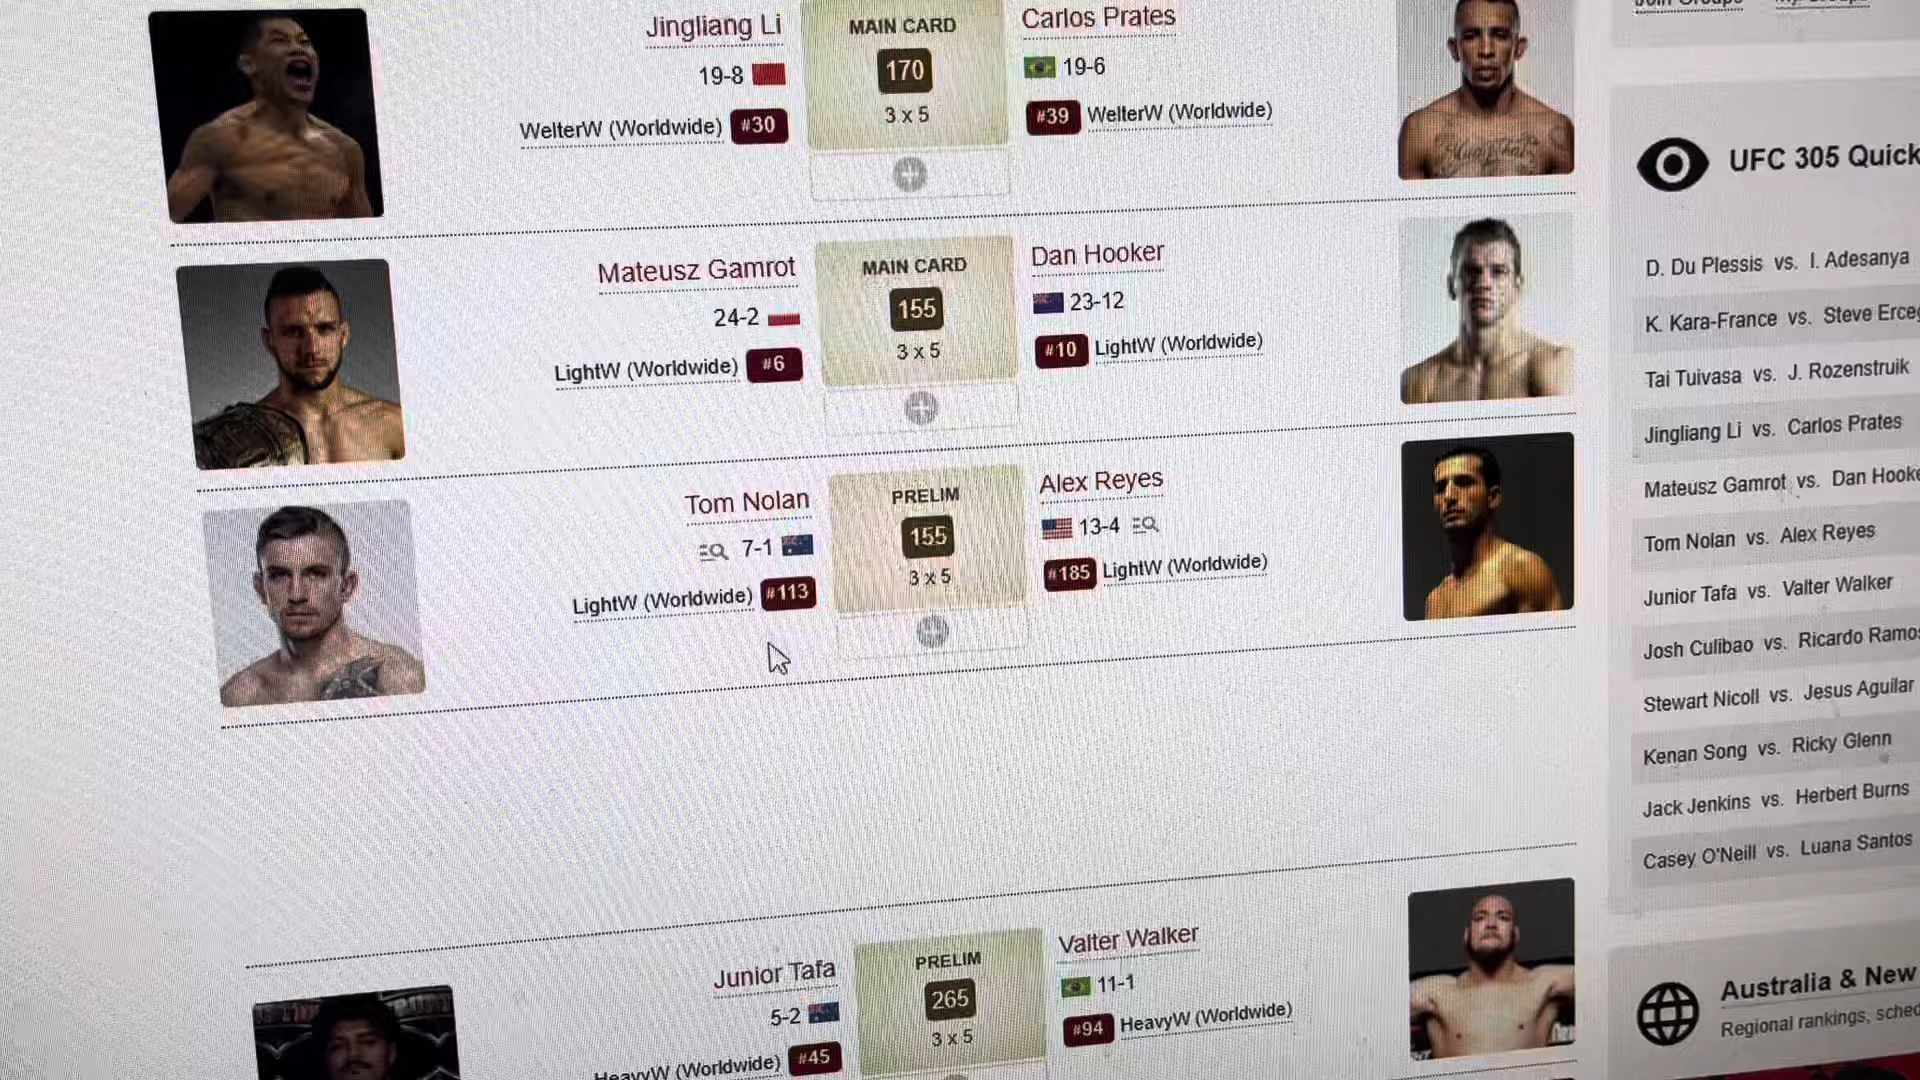 Jingliang Li
19-8
WelterW (Worldwide) #30
MAIN CARD
170
3 x 5
Carlos Prates
19-6
#39 WelterW (Worldwide)
Mateusz Gamrot
24-2
LightW (Worldwide) #6
MAIN CARD
155
3 x 5
Dan Hooker
23-12
#10 LightW (Worldwide)
Tom Nolan
7-1
LightW (Worldwide) #113
PRELIM
155
3 x 5
Alex Reyes
13-4
#185 LightW (Worldwide)
Junior Tafa
5-2
HeavyW (Worldwide) #45
PRELIM
265
3 x 5
Valter Walker
11-1
#94 HeavyW (Worldwide)
UFC 305 Quick
D. Du Plessis vs. I. Adesanya
K. Kara-France vs. Steve Erceg
Tai Tuivasa vs. J. Rozenstruik
Jingliang Li vs. Carlos Prates
Mateusz Gamrot vs. Dan Hooke
Tom Nolan vs. Alex Reyes
Junior Tafa vs. Valter Walker
Josh Culibao vs. Ricardo Ramos
Stewart Nicoll vs. Jesus Aguilar
Kenan Song vs. Ricky Glenn
Jack Jenkins vs. Herbert Burns
Casey O'Neill vs. Luana Santos
Australia & New
Regional rankings, sched